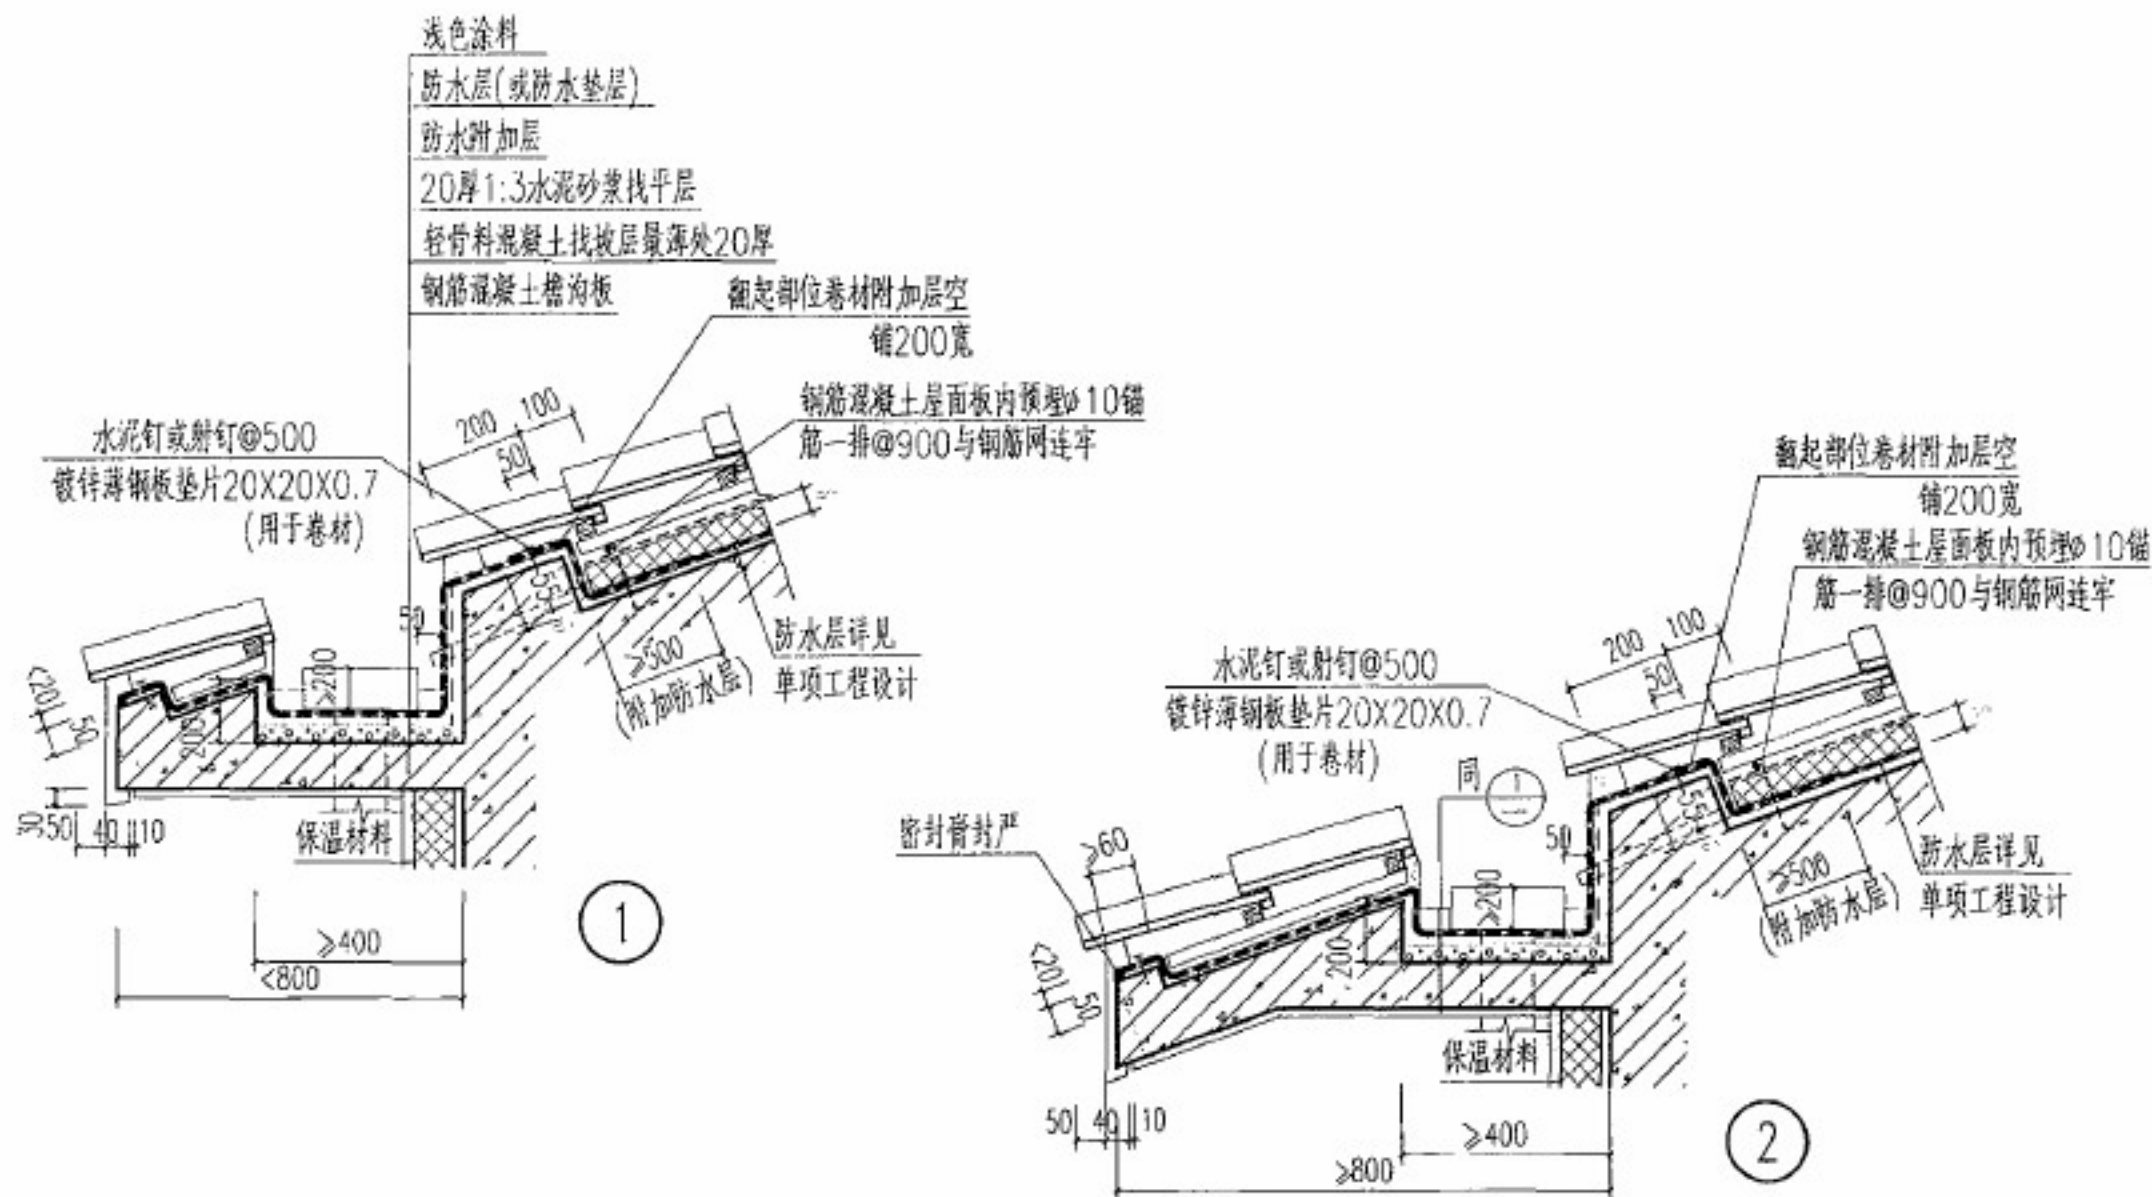 浅色涂料
防水层(或防水垫层)
防水附加层
20厚1:3水泥砂浆找平层
轻骨料混凝土找坡层最薄处20厚
钢筋混凝土檐沟板
翻起部位卷材附加层空
铺200宽
钢筋混凝土屋面板内预埋φ10锚
筋一排@900与钢筋网连牢
水泥钉或射钉@500
镀锌薄钢板垫片20X20X0.7
(用于卷材)
200
100
50
55
50
≥200
200
<20
50
30
50
40
10
≥500
(附加防水层)
防水层详见
单项工程设计
保温材料
≥400
<800
1
翻起部位卷材附加层空
铺200宽
钢筋混凝土屋面板内预埋φ10锚
筋一排@900与钢筋网连牢
水泥钉或射钉@500
镀锌薄钢板垫片20X20X0.7
(用于卷材)
200
100
50
同
1
密封膏封严
≥60
50
55
≥200
200
<20
50
≥500
(附加防水层)
防水层详见
单项工程设计
保温材料
50
40
10
≥400
≥800
2